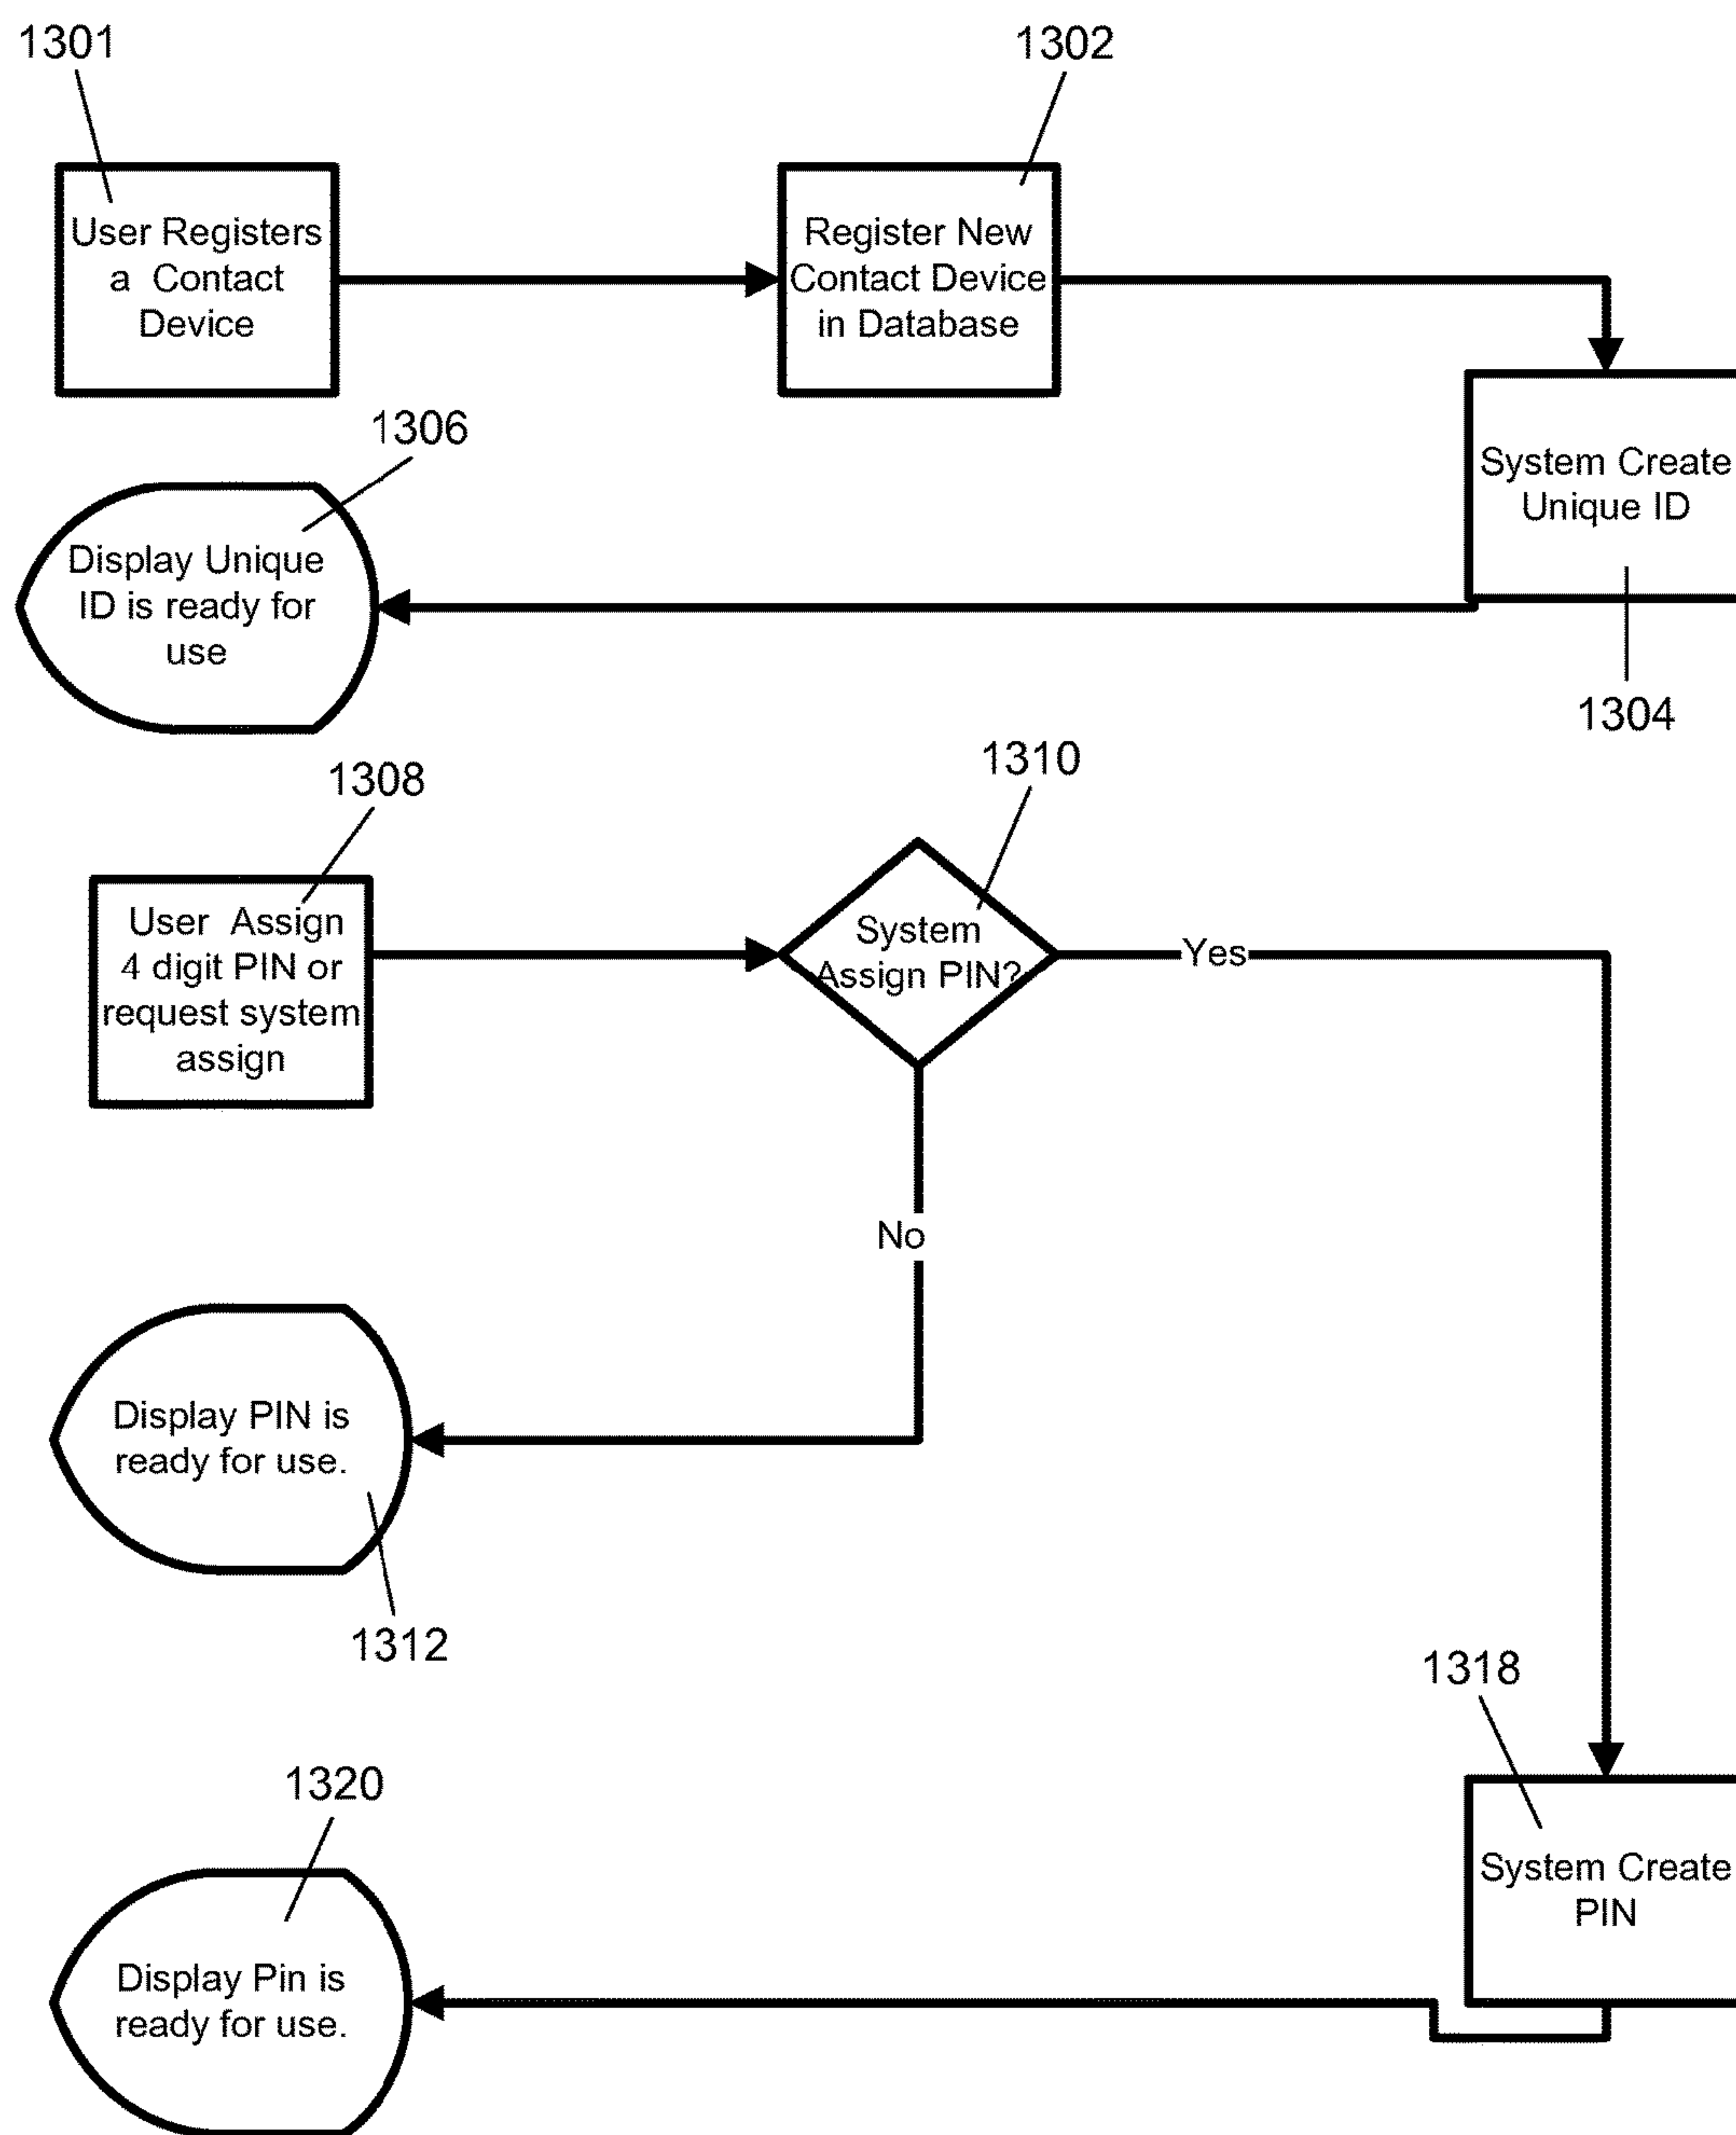 1301
1302
User Registers
a Contact
Device
Register New
Contact Device
in Database
1306
System Create
Unique ID
Display Unique
ID is ready for
use
1304
1308
1310
User Assign
4 digit PIN or
request system
assign
System
Assign PIN?
Yes
No
Display PIN is
ready for use.
1312
1318
1320
System Create
PIN
Display Pin is
ready for use.